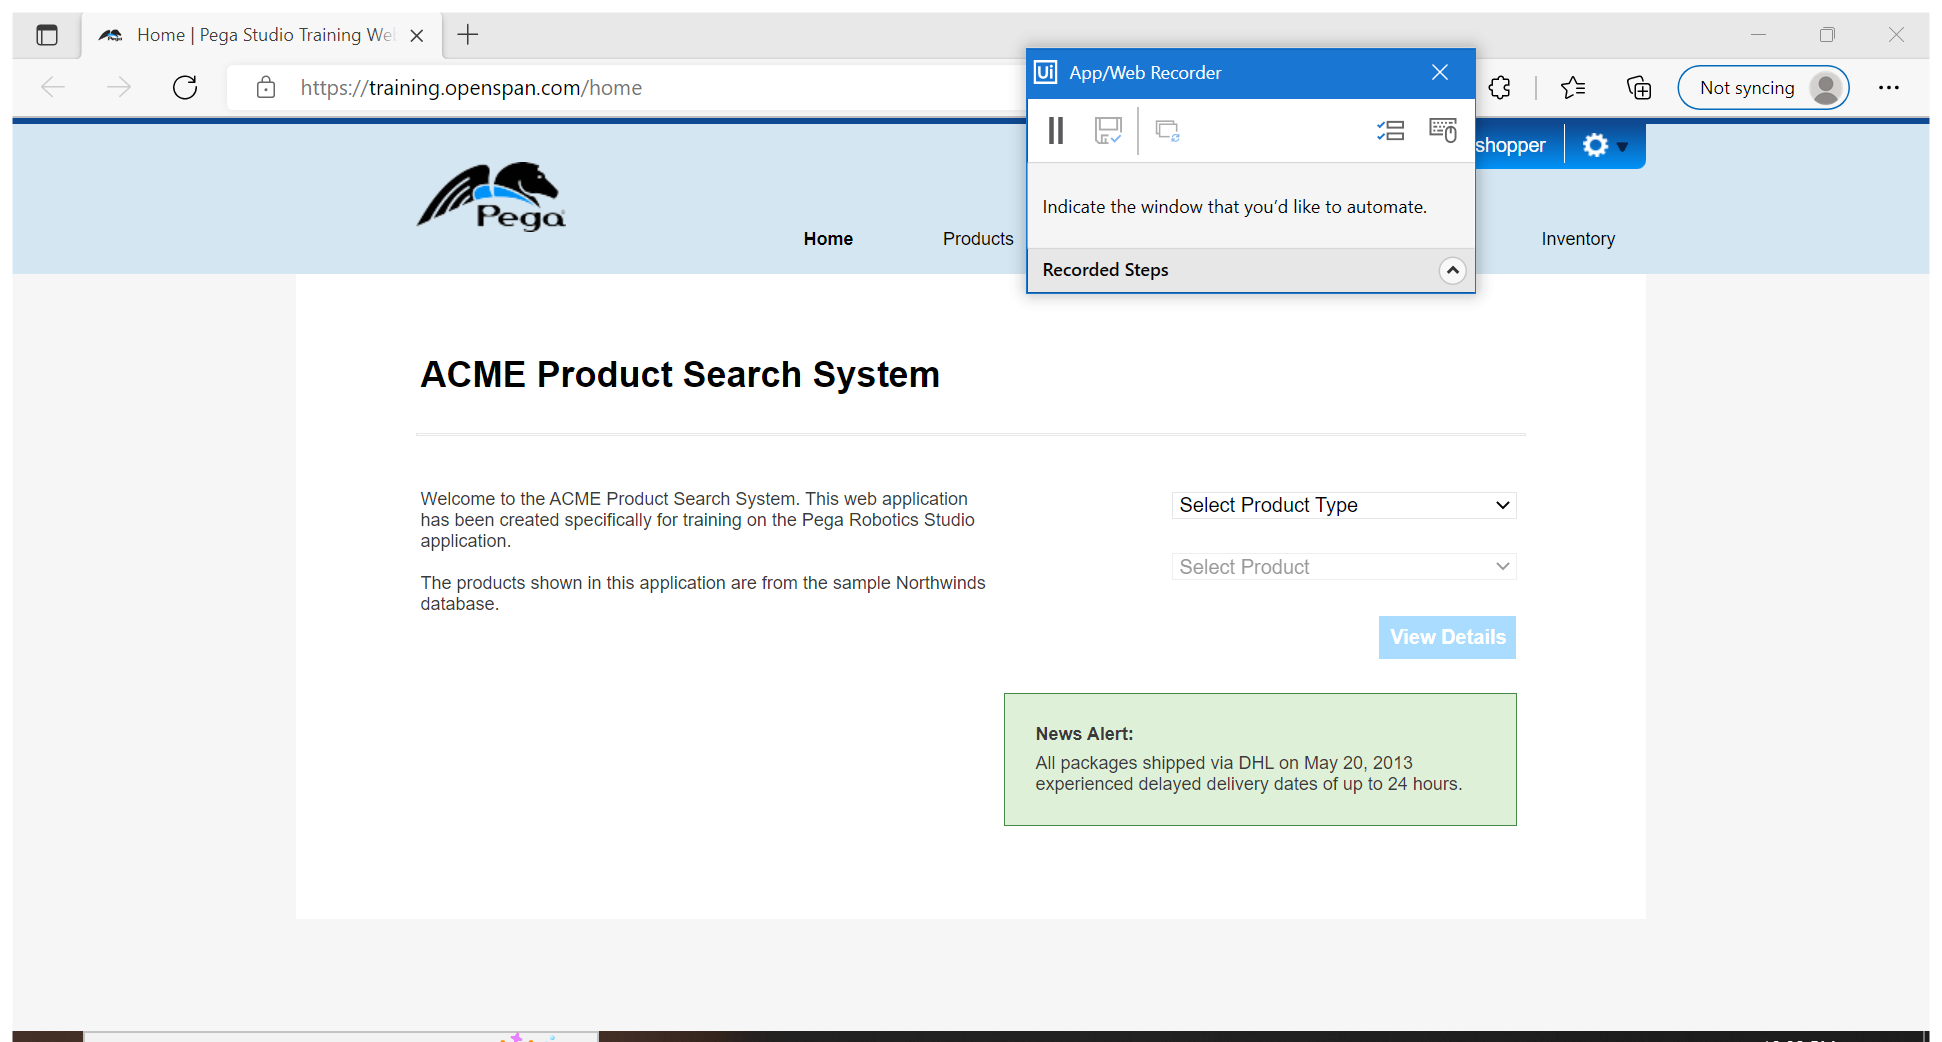 Home | Pega Studio Training We
https://training.openspan.com/home
Not syncing
Ui App/Web Recorder
shopper
Indicate the window that you'd like to automate.
Recorded Steps
Pega
Home
Products
Inventory
ACME Product Search System
Welcome to the ACME Product Search System. This web application
has been created specifically for training on the Pega Robotics Studio
application.
The products shown in this application are from the sample Northwinds
database.
Select Product Type
Select Product
View Details
News Alert:
All packages shipped via DHL on May 20, 2013
experienced delayed delivery dates of up to 24 hours.